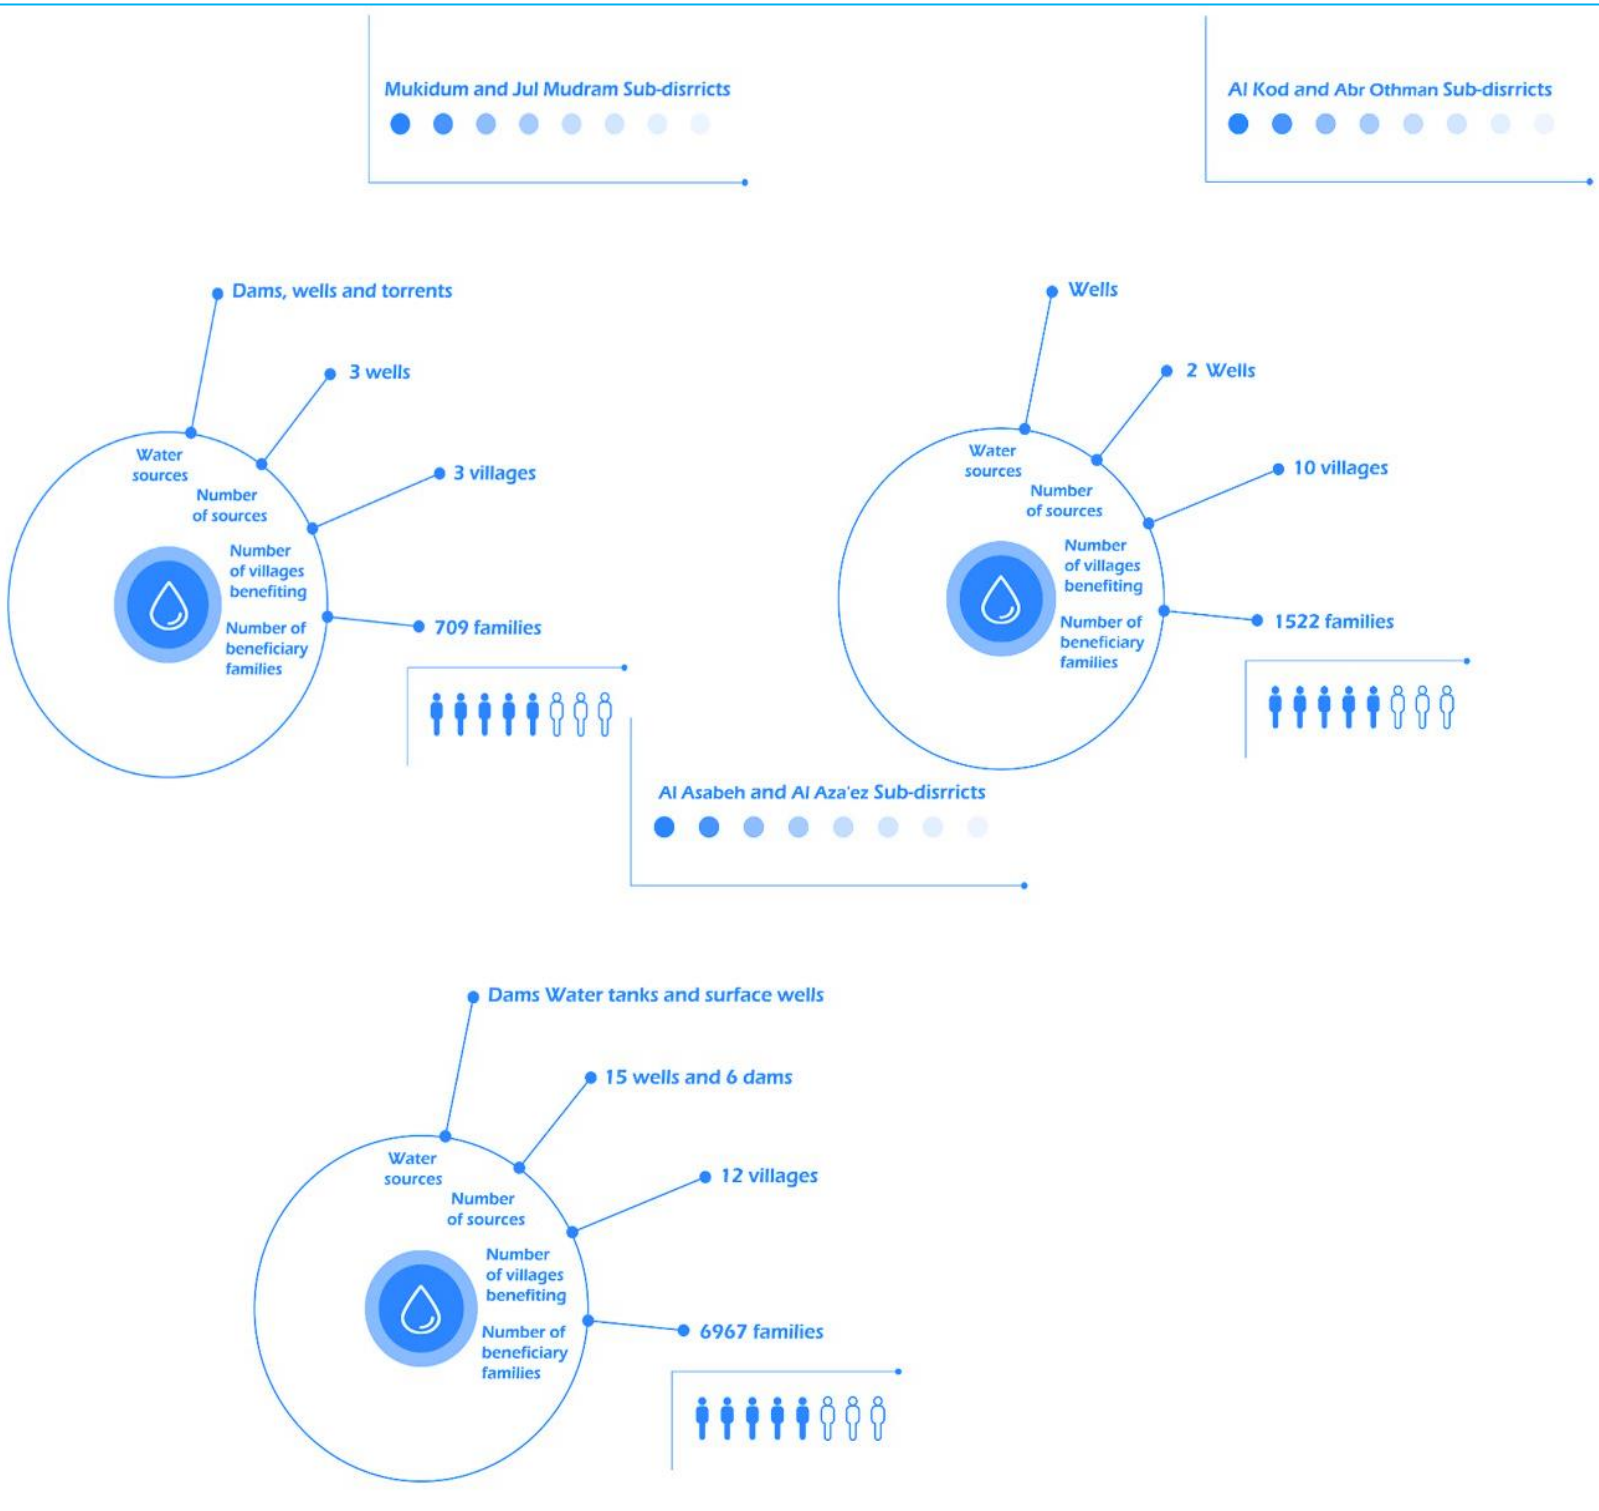 Mukidum and Jul Mudram Sub-disrricts
Dams, wells and torrents
3 wells
3 villages
709 families
Water
sources
Number
of sources
Number
of villages
benefiting
Number of
beneficiary
families
Al Kod and Abr Othman Sub-disrricts
Wells
2 Wells
10 villages
1522 families
Water
sources
Number
of sources
Number
of villages
benefiting
Number of
beneficiary
families
Al Asabeh and Al Aza'ez Sub-disrricts
Dams Water tanks and surface wells
15 wells and 6 dams
12 villages
6967 families
Water
sources
Number
of sources
Number
of villages
benefiting
Number of
beneficiary
families